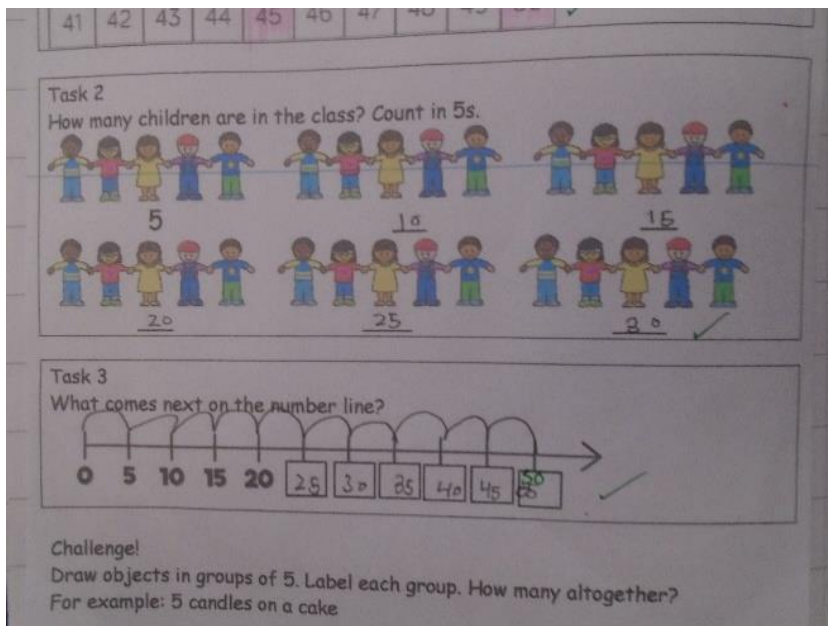 41 42 43 44 45 46 47
Task 2
How many children are in the class? Count in 5s.
5 10 15
20 25 30
Task 3
What comes next on the number line?
0 5 10 15 20 25 30 35 40 45 50
Challenge!
Draw objects in groups of 5. Label each group. How many altogether?
For example: 5 candles on a cake